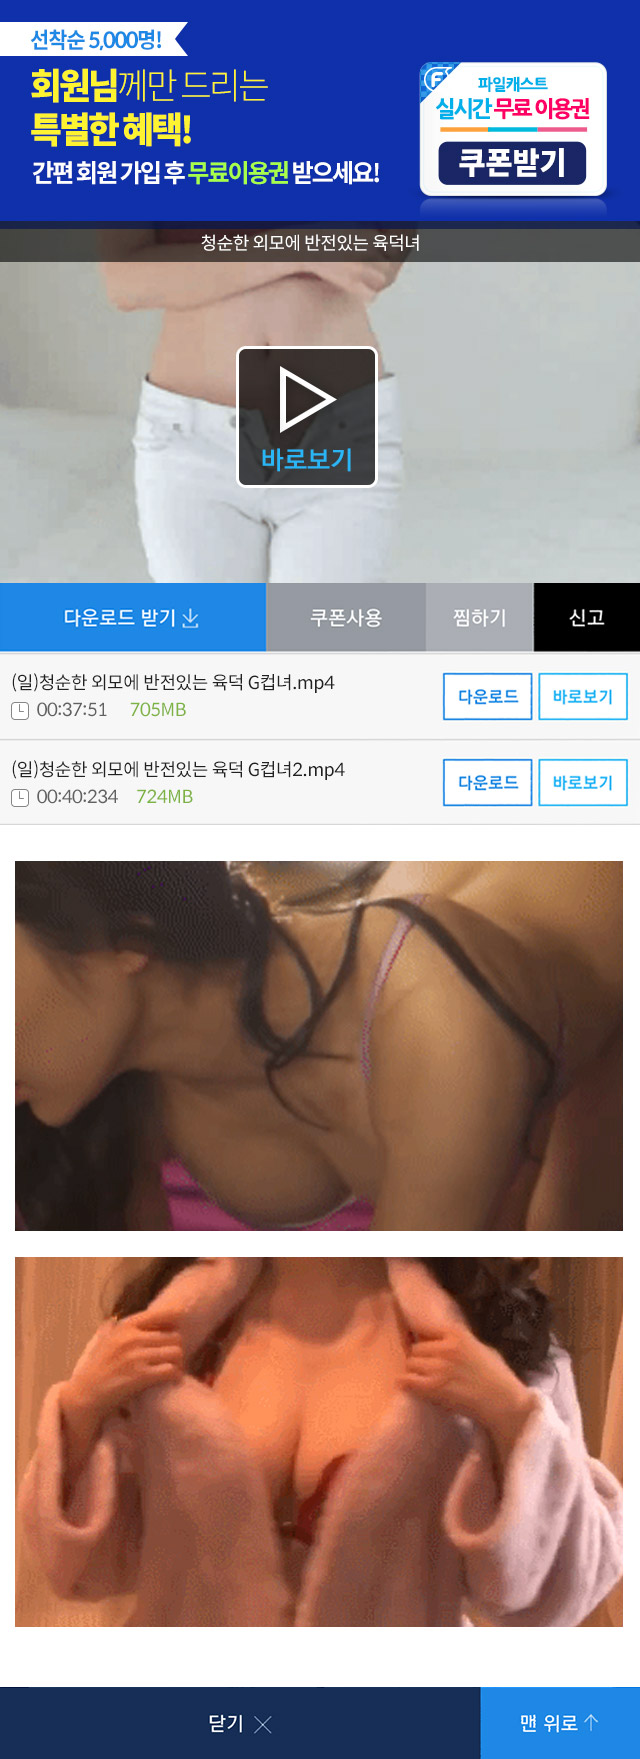 선착순 5,000명!
회원님께만 드리는
특별한 혜택!
간편 회원 가입 후 무료이용권 받으세요!
파일캐스트
실시간 무료 이용권
쿠폰받기
청순한 외모에 반전있는 육덕녀
바로보기
다운로드 받기
쿠폰사용
찜하기
신고
(일)청순한 외모에 반전있는 육덕 G컵녀.mp4
00:37:51 705MB
다운로드
바로보기
(일)청순한 외모에 반전있는 육덕 G컵녀2.mp4
00:40:234 724MB
다운로드
바로보기
닫기
맨 위로